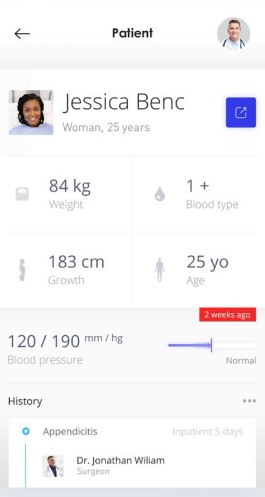 Patient
Jessica Benc
Woman, 25 years
84 kg
Weight
1 +
Blood type
183 cm
Growth
25 yo
Age
2 weeks ago
120 / 190 mm / hg
Blood pressure
Normal
History
Appendicitis
Inpatient 5 days
Dr. Jonathan Wiliam
Surgeon